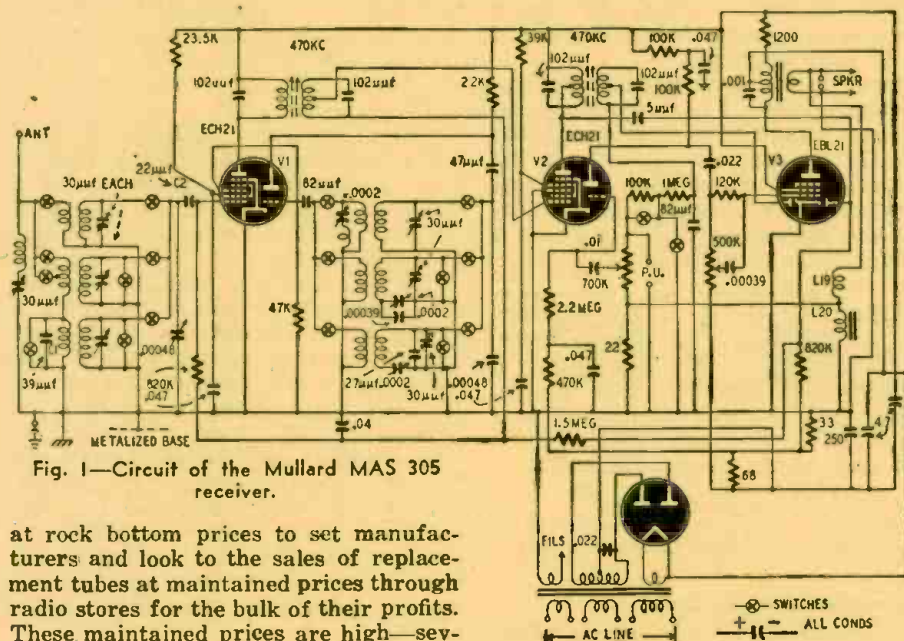 23.5K
470KC
39K
470KC
100K
.047
1200
102µµf
102µµf
2.2K
102µµf
102µµf
100K
.001
SPKR
5µµf
ANT
ECH21
ECH21
EBL21
V1
V2
V3
47µµf
.022
22µµf
C2
30µµf EACH
82µµf
.0002
100K
1MEG
120K
82µµf
30µµf
.01
P.U.
500K
.00039
700K
L19
30µµf
47K
.00039
.0002
2.2MEG
L20
.00048
22
820K
39µµf
27µµf
.0002
.00048
.047
820K
.047
30µµf
470K
.047
METALIZED BASE
.04
1.5MEG
33
250
4.7
68
Fig. 1—Circuit of the Mullard MAS 305
receiver.
at rock bottom prices to set manufac-
turers and look to the sales of replace-
ment tubes at maintained prices through
radio stores for the bulk of their profits.
These maintained prices are high—sev-
FILS
.022
SWITCHES
+ - ALL CONDS
AC LINE